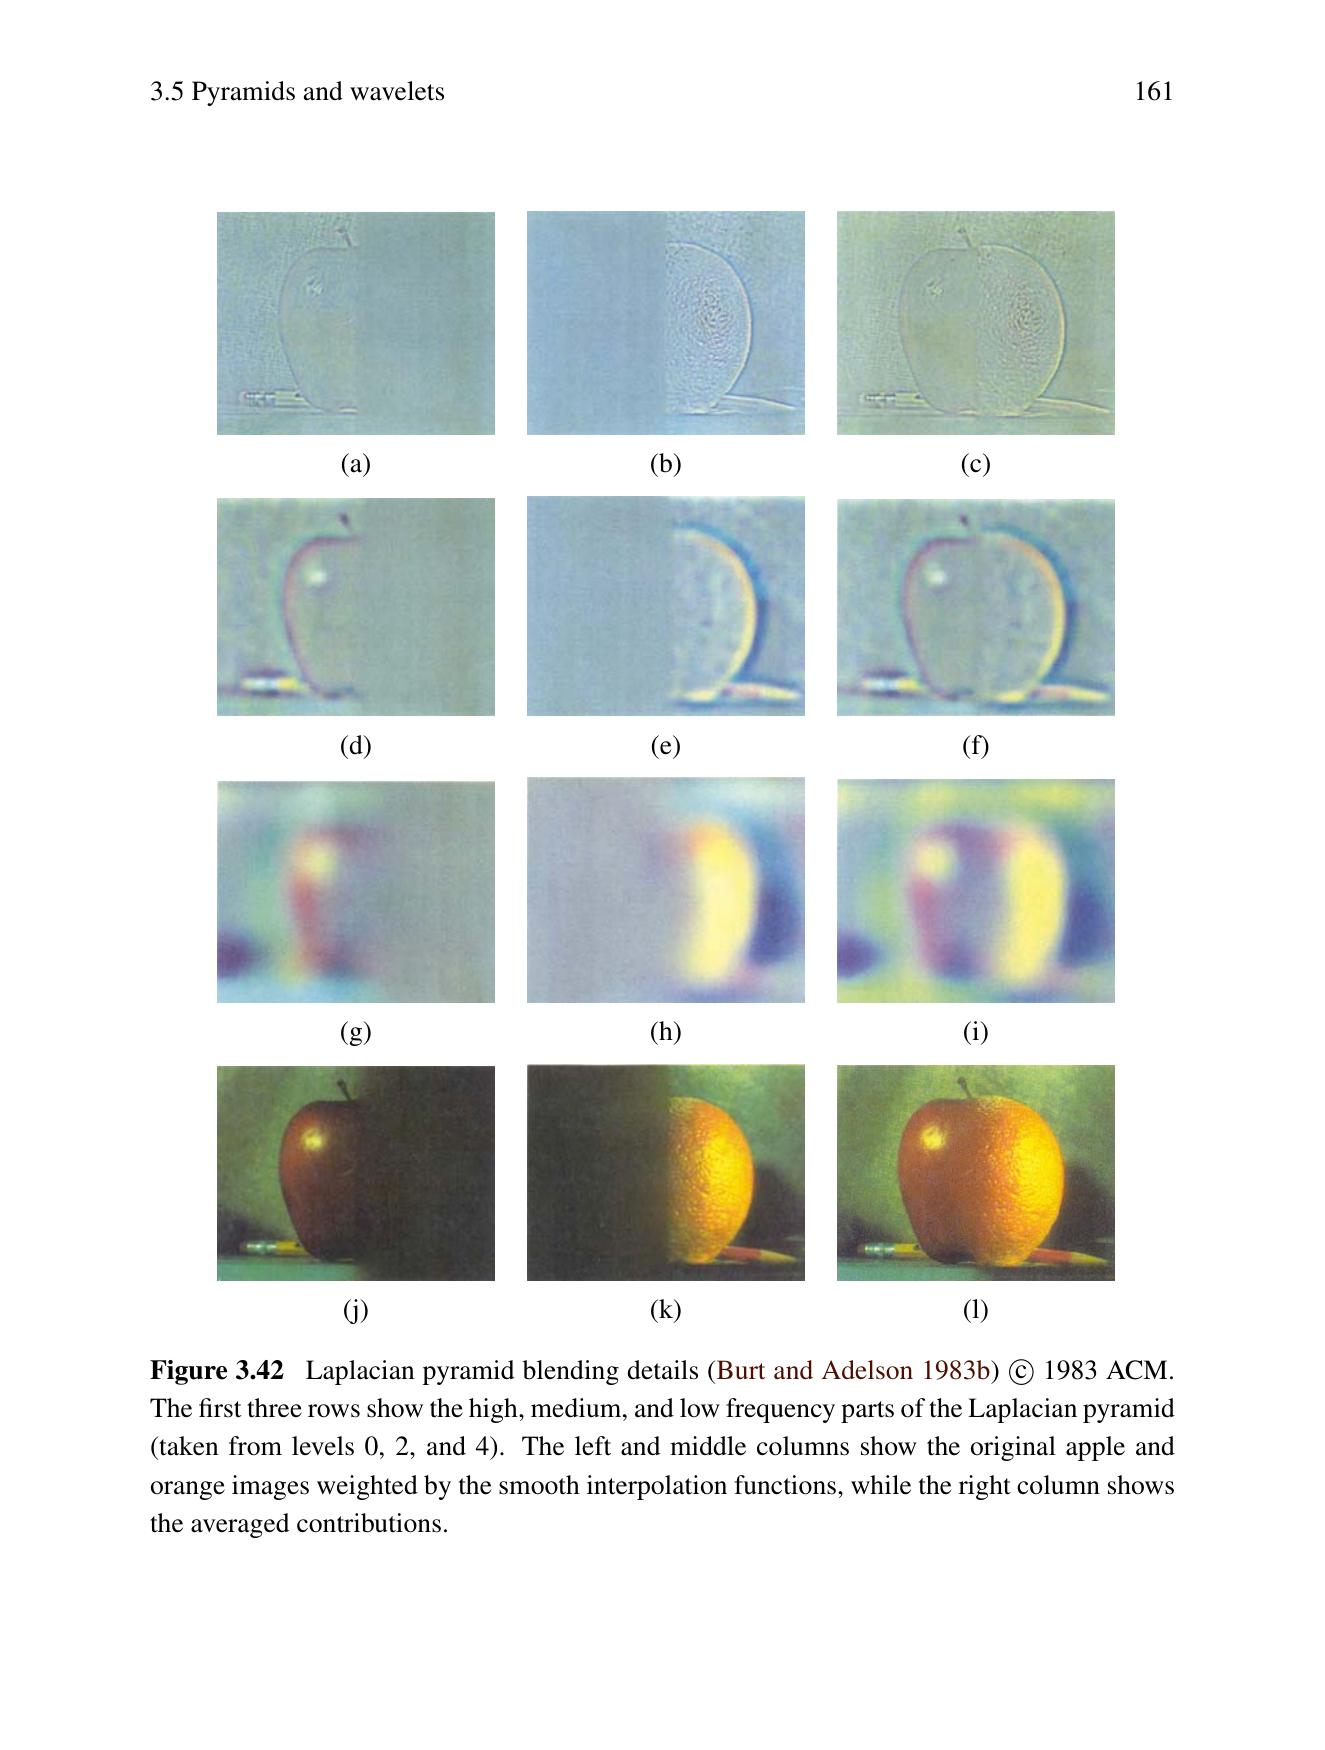 3.5 Pyramids and wavelets 161
(a) (b) (c)
(d) (e) (f)
(g) (h) (i)
(j) (k) (l)
Figure 3.42 Laplacian pyramid blending details (Burt and Adelson 1983b) © 1983 ACM.
The first three rows show the high, medium, and low frequency parts of the Laplacian pyramid
(taken from levels 0, 2, and 4). The left and middle columns show the original apple and
orange images weighted by the smooth interpolation functions, while the right column shows
the averaged contributions.